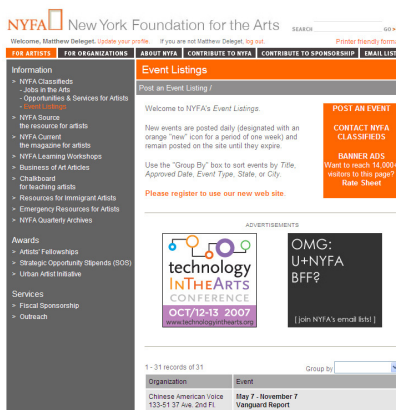 NYFA New York Foundation for the Arts SEARCH GO >
Welcome, Matthew Deleget. Update your profile. If you are not Matthew Deleget, log out. Printer friendly form
FOR ARTISTS FOR ORGANIZATIONS ABOUT NYFA CONTRIBUTE TO NYFA CONTRIBUTE TO SPONSORSHIP EMAIL LIST
Information
> NYFA Classifieds
- Jobs in the Arts
- Opportunities & Services for Artists
- Event Listings
> NYFA Source
the resource for artists
> NYFA Current
the magazine for artists
> NYFA Learning Workshops
> Business of Art Articles
> Chalkboard
for teaching artists
> Resources for Immigrant Artists
> Emergency Resources for Artists
> NYFA Quarterly Archives
Awards
> Artists' Fellowships
> Strategic Opportunity Stipends (SOS)
> Urban Artist Initiative
Services
> Fiscal Sponsorship
> Outreach
Event Listings
Post an Event Listing /
Welcome to NYFA's Event Listings.
New events are posted daily (designated with an
orange "new" icon for a period of one week) and
remain posted on the site until they expire.
Use the "Group By" box to sort events by Title,
Approved Date, Event Type, State, or City.
Please register to use our new web site.
POST AN EVENT
CONTACT NYFA
CLASSIFIEDS
BANNER ADS
Want to reach 14,000+
visitors to this page?
Rate Sheet
ADVERTISEMENTS
technology
INTHEARTS
CONFERENCE
OCT/12-13 2007
www.technologyinthearts.org
OMG:
U+NYFA
BFF?
[ join NYFA's email lists! ]
1 - 31 records of 31 Group by
Organization Event
Chinese American Voice May 7 - November 7
133-51 37 Ave. 2nd Fl. Vanguard Report